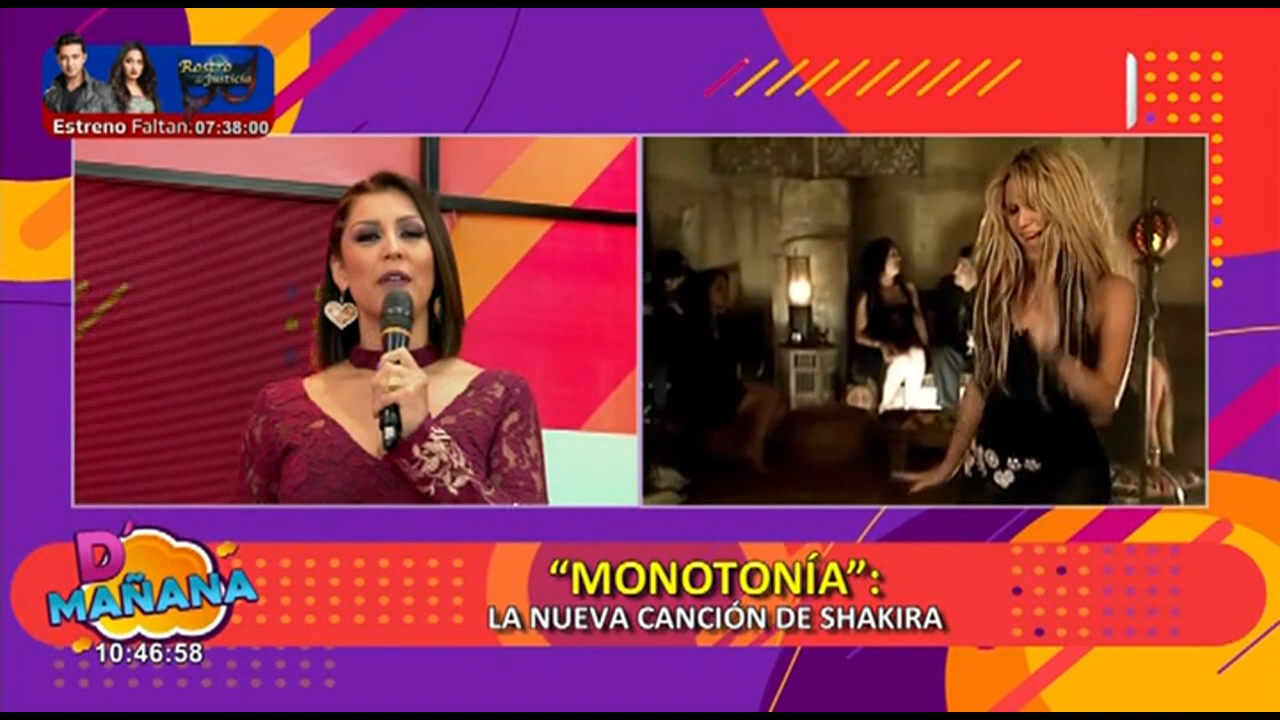 Rostro
de Justicia
Estreno Faltan: 07:38:00
"MONOTONÍA":
LA NUEVA CANCIÓN DE SHAKIRA
D'
MAÑANA
10:46:58